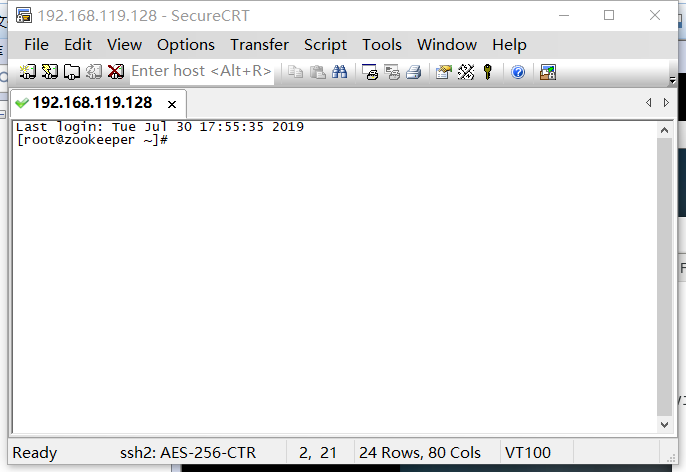 192.168.119.128 - SecureCRT
File Edit View Options Transfer Script Tools Window Help
Enter host <Alt+R>
192.168.119.128
Last login: Tue Jul 30 17:55:35 2019
[root@zookeeper ~]#
Ready ssh2: AES-256-CTR 2, 21 24 Rows, 80 Cols VT100